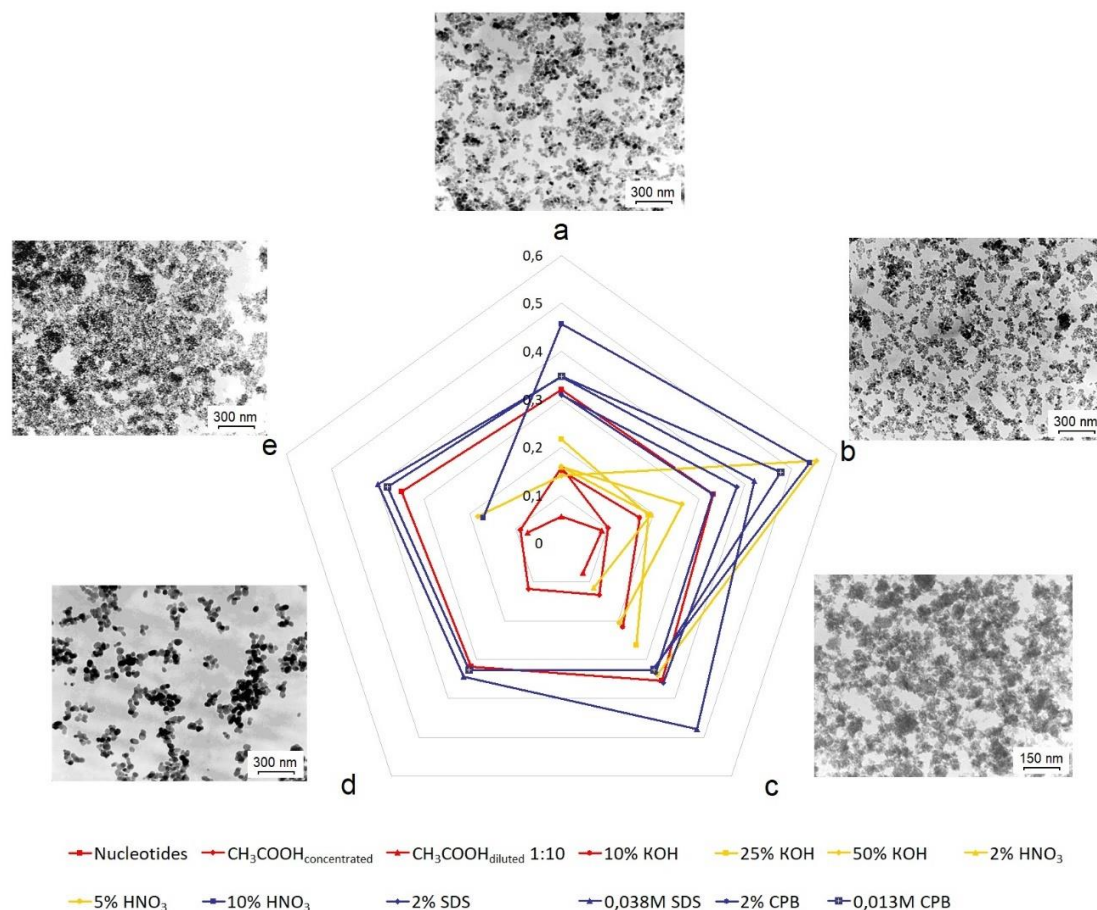 300 nm
a
300 nm
e
300 nm
b
0,6
0,5
0,4
0,3
0,2
0,1
0
300 nm
d
150 nm
c
Nucleotides CH₃COOHconcentrated CH₃COOHdiluted 1:10 10% KOH 25% KOH 50% KOH 2% HNO₃
5% HNO₃ 10% HNO₃ 2% SDS 0,038M SDS 2% CPB 0,013M CPB